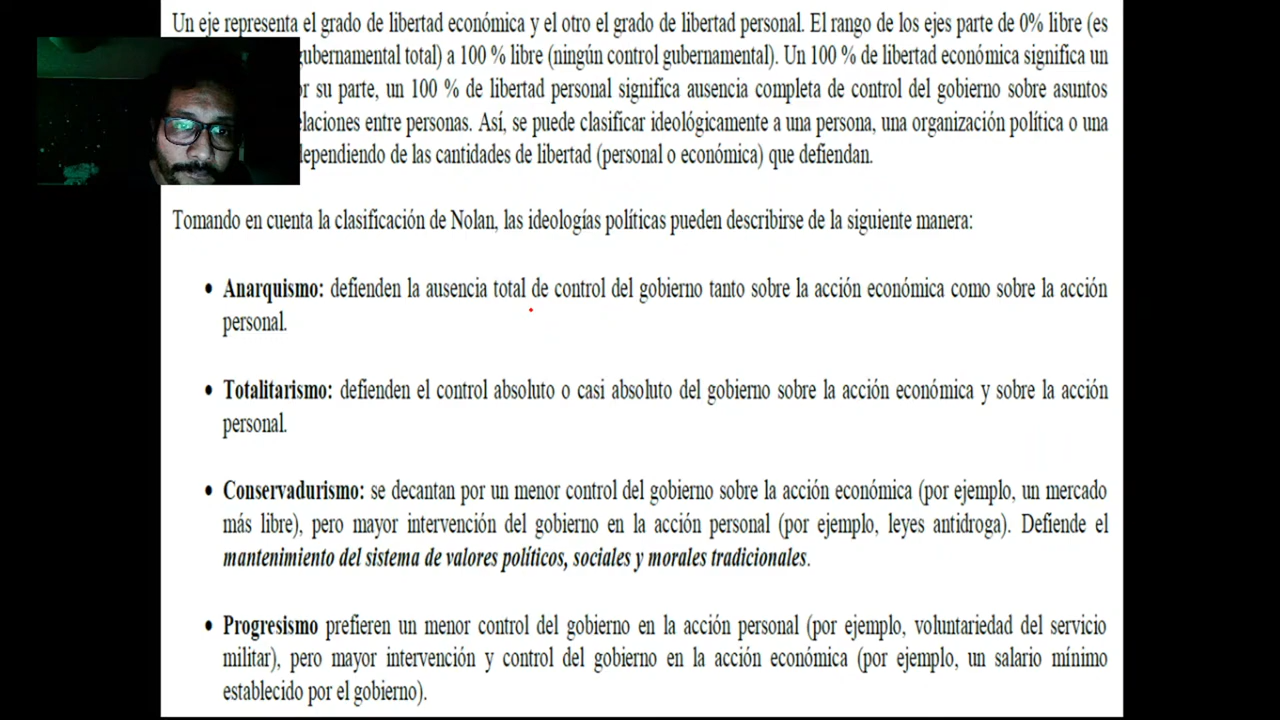 Un eje representa el grado de libertad económica y el otro el grado de libertad personal. El rango de los ejes parte de 0% libre (es
gubernamental total) a 100 % libre (ningún control gubernamental). Un 100 % de libertad económica significa un
su parte, un 100 % de libertad personal significa ausencia completa de control del gobierno sobre asuntos
entre personas. Así, se puede clasificar ideológicamente a una persona, una organización política o una
dependiendo de las cantidades de libertad (personal o económica) que defiendan.
Tomando en cuenta la clasificación de Nolan, las ideologías políticas pueden describirse de la siguiente manera:
• Anarquismo: defienden la ausencia total de control del gobierno tanto sobre la acción económica como sobre la acción
personal.
• Totalitarismo: defienden el control absoluto o casi absoluto del gobierno sobre la acción económica y sobre la acción
personal.
• Conservadurismo: se decantan por un menor control del gobierno sobre la acción económica (por ejemplo, un mercado
más libre), pero mayor intervención del gobierno en la acción personal (por ejemplo, leyes antidroga). Defiende el
mantenimiento del sistema de valores políticos, sociales y morales tradicionales.
• Progresismo prefieren un menor control del gobierno en la acción personal (por ejemplo, voluntariedad del servicio
militar), pero mayor intervención y control del gobierno en la acción económica (por ejemplo, un salario mínimo
establecido por el gobierno).